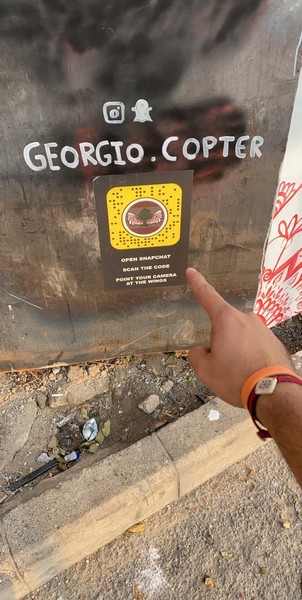 GEORGIO.COPTER
OPEN SNAPCHAT
SCAN THE CODE
POINT YOUR CAMERA
AT THE WINGS